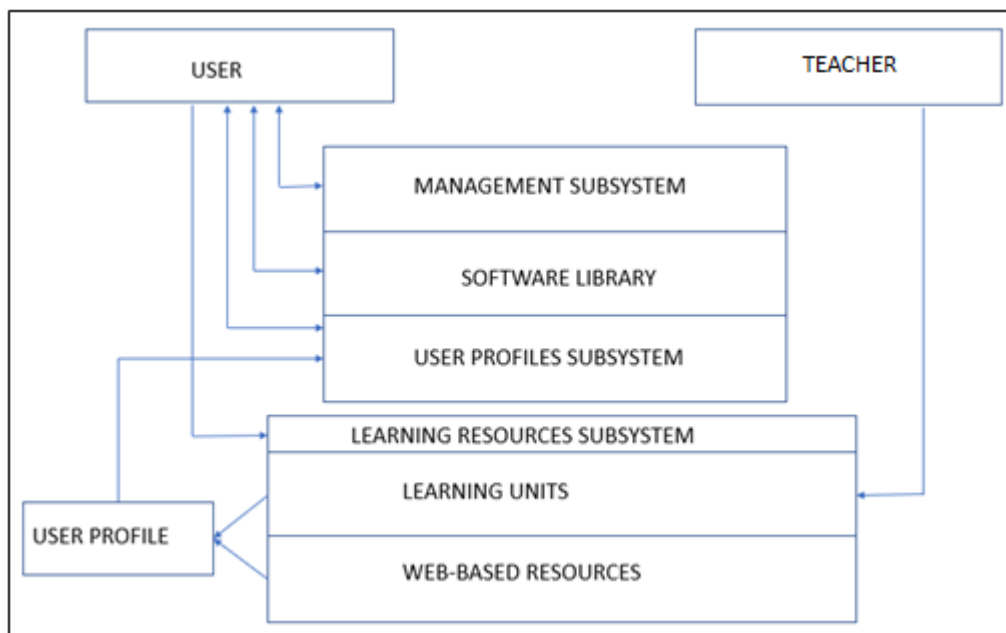 USER
TEACHER
MANAGEMENT SUBSYSTEM
SOFTWARE LIBRARY
USER PROFILES SUBSYSTEM
LEARNING RESOURCES SUBSYSTEM
LEARNING UNITS
USER PROFILE
WEB-BASED RESOURCES